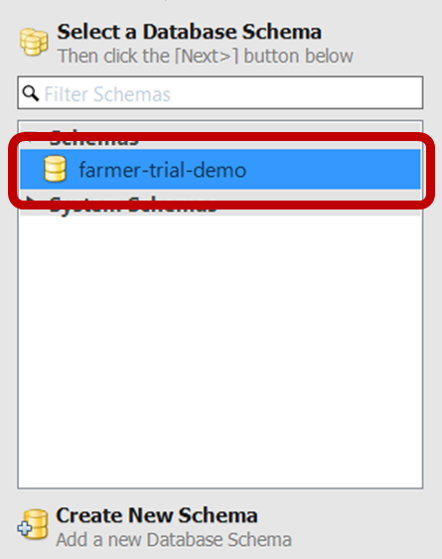 Select a Database Schema
Then click the [Next>] button below
Filter Schemas
Schemas
farmer-trial-demo
System Schemas
Create New Schema
Add a new Database Schema